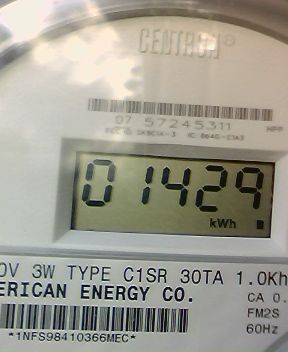 CENTRON®
07 57245311
HPP
01429
kWh
0V 3W TYPE C1SR 30TA 1.0Kh
ERICAN ENERGY CO.
CA 0.
FM2S
60Hz
*1NFS98410366MEC*